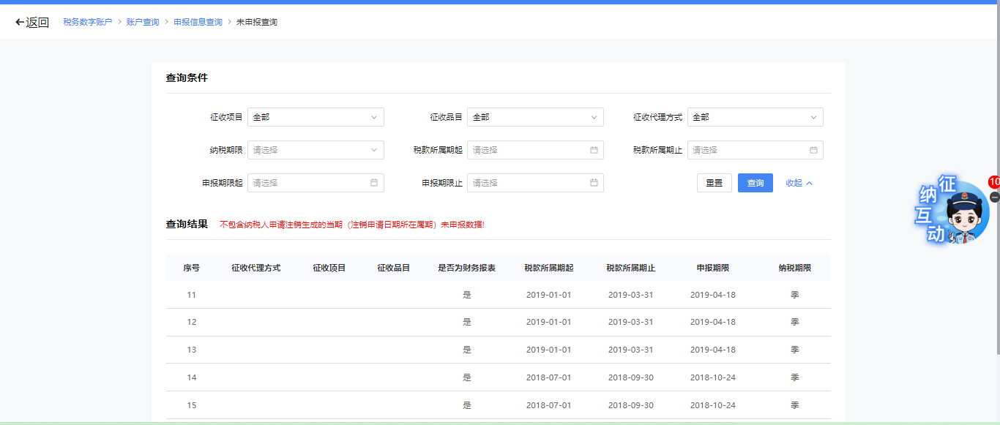 返回 税务数字账户 > 账户查询 > 申报信息查询 > 未申报查询
查询条件
征收项目 全部 征收品目 全部 征收代理方式 全部
纳税期限 请选择 税款所属期起 请选择 税款所属期止 请选择
申报期限起 请选择 申报期限止 请选择 重置 查询 收起
征纳互动 10
查询结果 不包含纳税人申请注销生成的当期（注销申请日期所在属期）未申报数据!
序号 征收代理方式 征收项目 征收品目 是否为财务报表 税款所属期起 税款所属期止 申报期限 纳税期限
11 是 2019-01-01 2019-03-31 2019-04-18 季
12 是 2019-01-01 2019-03-31 2019-04-18 季
13 是 2019-01-01 2019-03-31 2019-04-18 季
14 是 2018-07-01 2018-09-30 2018-10-24 季
15 是 2018-07-01 2018-09-30 2018-10-24 季